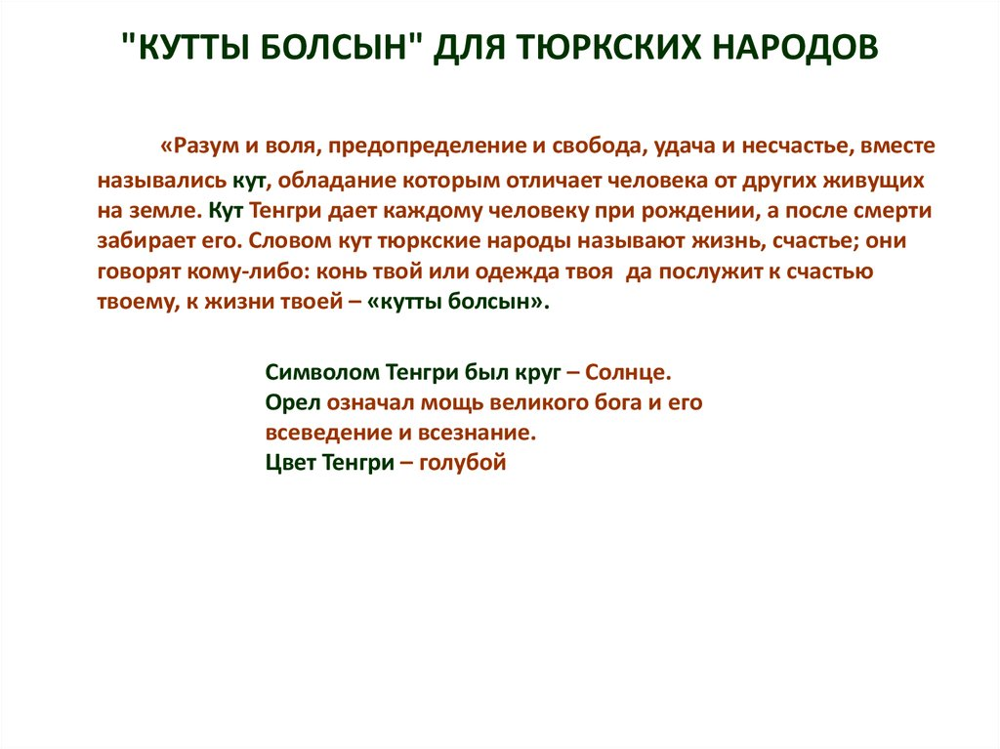 "КУТТЫ БОЛСЫН" ДЛЯ ТЮРКСКИХ НАРОДОВ
«Разум и воля, предопределение и свобода, удача и несчастье, вместе
назывались кут, обладание которым отличает человека от других живущих
на земле. Кут Тенгри дает каждому человеку при рождении, а после смерти
забирает его. Словом кут тюркские народы называют жизнь, счастье; они
говорят кому-либо: конь твой или одежда твоя  да послужит к счастью
твоему, к жизни твоей – «кутты болсын».
Символом Тенгри был круг – Солнце.
Орел означал мощь великого бога и его
всеведение и всезнание.
Цвет Тенгри – голубой